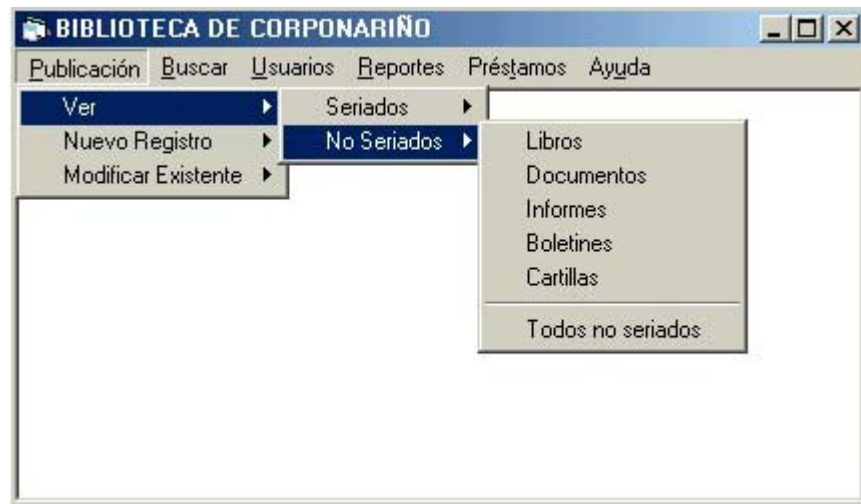 BIBLIOTECA DE CORPONARIÑO
Publicación Buscar Usuarios Reportes Préstamos Ayuda
Ver
Nuevo Registro
Modificar Existente
Seriados
No Seriados
Libros
Documentos
Informes
Boletines
Cartillas
Todos no seriados